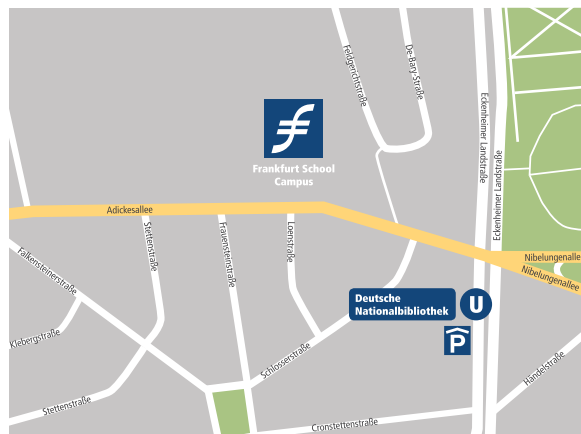 Feldgerichtstraße
De-Bary-Straße
Eckenheimer Landstraße
Eckenheimer Landstraße
Frankfurt School
Campus
Adickesallee
Stettenstraße
Frauensteinstraße
Loenstraße
Nibelungenallee
Nibelungenallee
Falkensteinerstraße
Deutsche
Nationalbibliothek
U
P
Klebergstraße
Schlosserstraße
Händelstraße
Stettenstraße
Cronstettenstraße